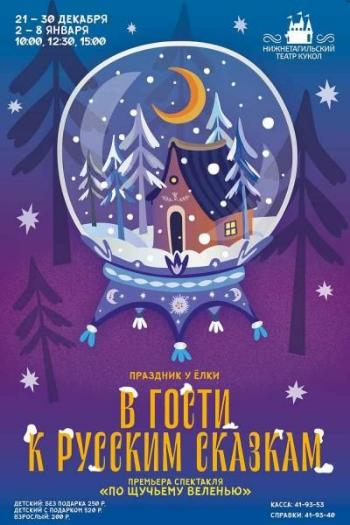 21 – 30 ДЕКАБРЯ
2 – 8 ЯНВАРЯ
10:00, 12:30, 15:00
НИЖНЕТАГИЛЬСКИЙ
ТЕАТР КУКОЛ
ПРАЗДНИК У ЁЛКИ
В ГОСТИ
К РУССКИМ СКАЗКАМ
ПРЕМЬЕРА СПЕКТАКЛЯ
«ПО ЩУЧЬЕМУ ВЕЛЕНЬЮ»
ДЕТСКИЙ: БЕЗ ПОДАРКА 250 Р.
ДЕТСКИЙ С ПОДАРКОМ 520 Р.
ВЗРОСЛЫЙ: 200 Р.
КАССА: 41-93-53
СПРАВКИ: 41-93-40